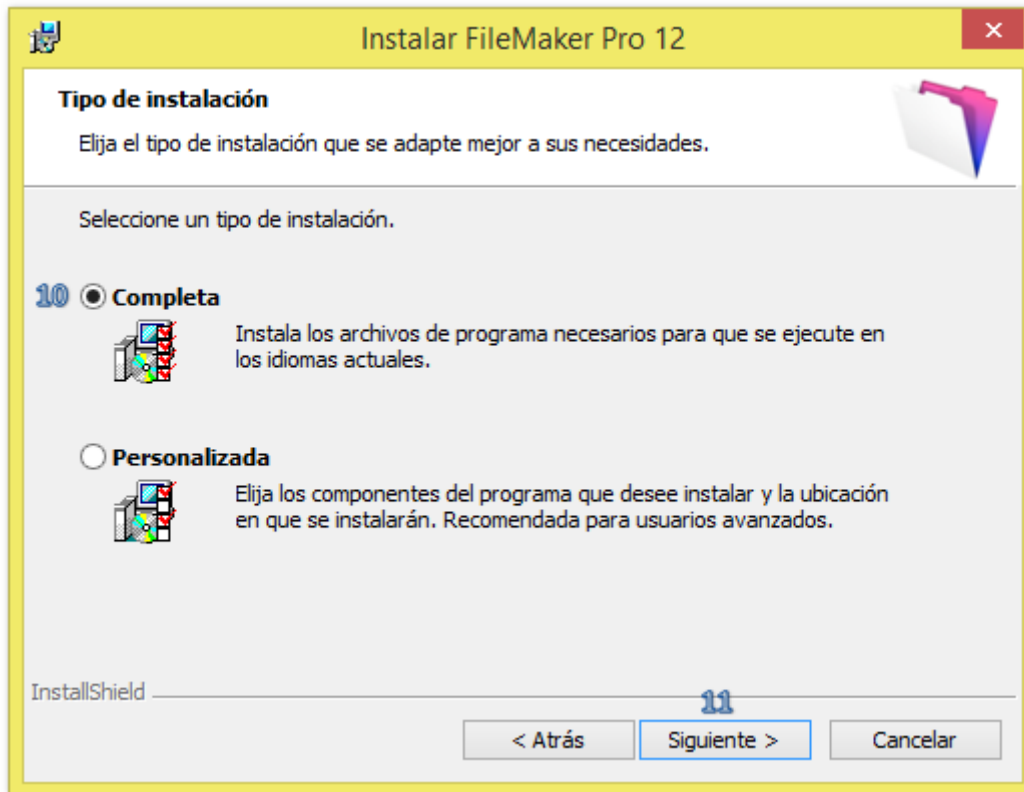 Instalar FileMaker Pro 12
Tipo de instalación
Elija el tipo de instalación que se adapte mejor a sus necesidades.
Seleccione un tipo de instalación.
10 Completa
Instala los archivos de programa necesarios para que se ejecute en
los idiomas actuales.
Personalizada
Elija los componentes del programa que desee instalar y la ubicación
en que se instalarán. Recomendada para usuarios avanzados.
InstallShield
11
< Atrás Siguiente > Cancelar